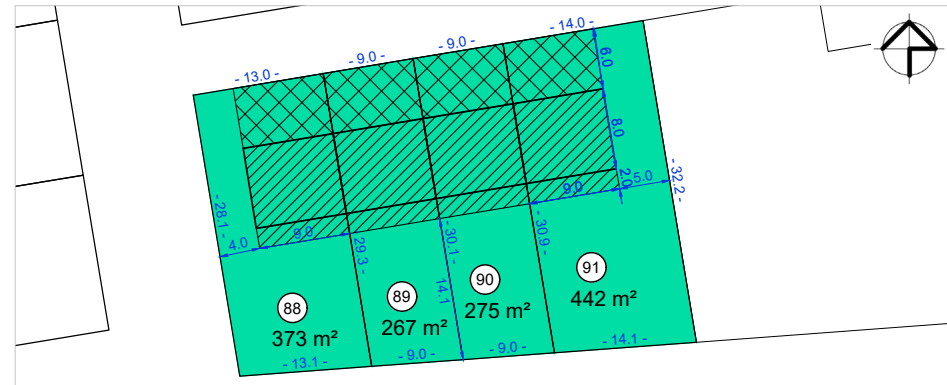 - 14.0 -
- 9.0 -
- 9.0 -
- 13.0 -
6.0
8.0
2.0
5.0
- 32.2 -
9.0
- 28.1 -
4.0
9.0
29.3 -
- 30.1 -
- 30.9 -
14.1
88
373 m²
89
267 m²
90
275 m²
91
442 m²
- 13.1 -
- 9.0 -
- 9.0 -
- 14.1 -